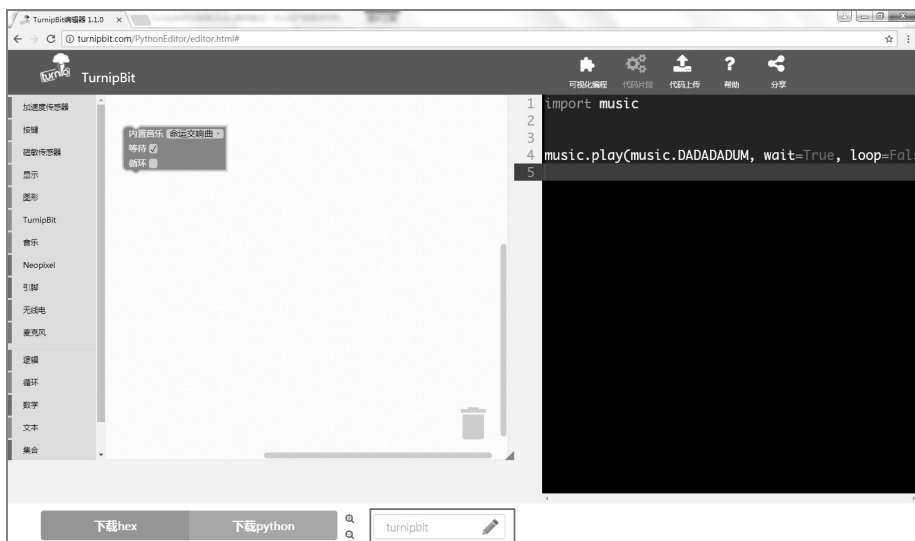 TurnipBit编辑器 1.1.0
turnipbit.com/PythonEditor/editor.html#
turnip
TurnipBit
可视化编程
代码片段
代码上传
?
帮助
分享
加速度传感器
按键
磁敏传感器
显示
图形
TurnipBit
音乐
Neopixel
引脚
无线电
麦克风
逻辑
循环
数学
文本
集合
内置音乐 命运交响曲
等待
循环
1 import music
2
3
4 music.play(music.DADADADUM, wait=True, loop=Fal
5
下载hex
下载python
turnipbit